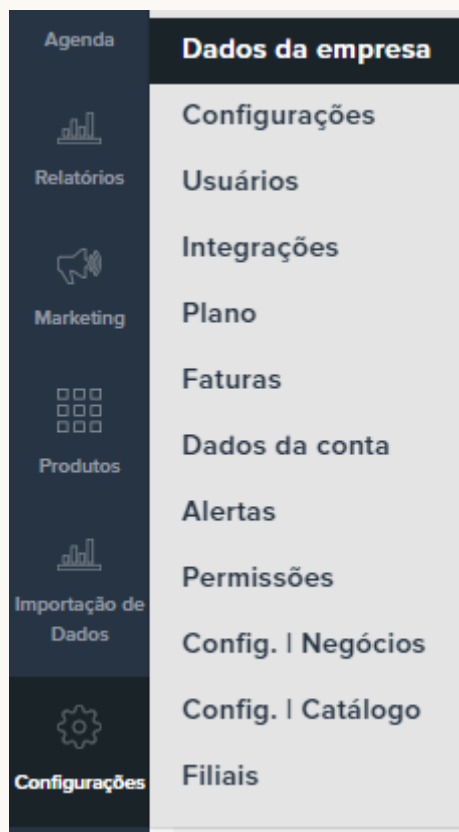 Agenda
Relatórios
Marketing
Produtos
Importação de
Dados
Configurações
Dados da empresa
Configurações
Usuários
Integrações
Plano
Faturas
Dados da conta
Alertas
Permissões
Config. | Negócios
Config. | Catálogo
Filiais